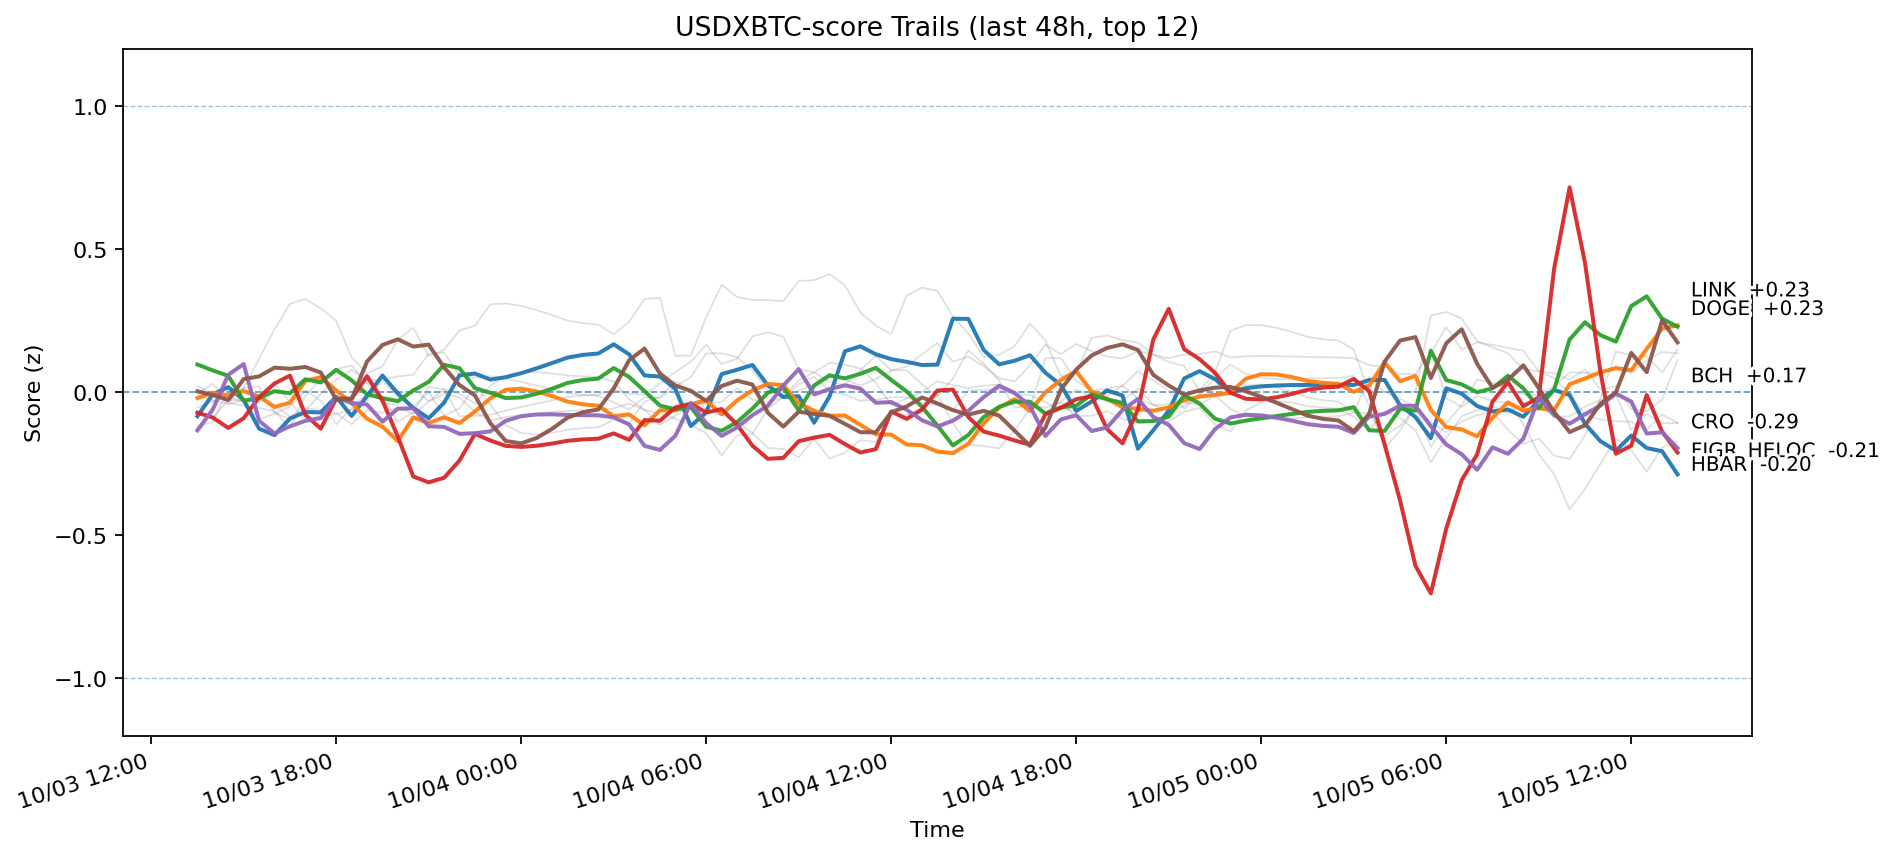 USDXBTC-score Trails (last 48h, top 12)
Score (z)
1.0
0.5
0.0
−0.5
−1.0
LINK +0.23
DOGE +0.23
BCH +0.17
CRO -0.29
FIGR_HELOC -0.21
HBAR -0.20
10/03 12:00
10/03 18:00
10/04 00:00
10/04 06:00
10/04 12:00
10/04 18:00
10/05 00:00
10/05 06:00
10/05 12:00
Time